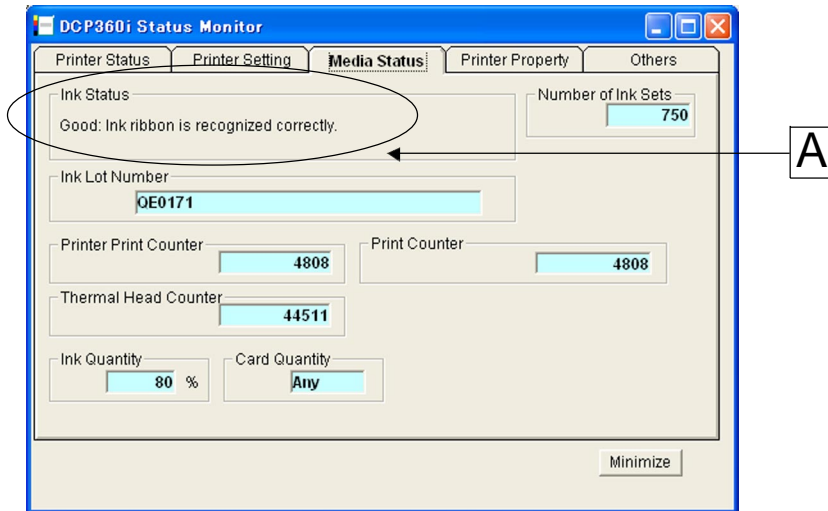 DCP360i Status Monitor
Printer Status Printer Setting Media Status Printer Property Others
Ink Status Number of Ink Sets
750
Good: Ink ribbon is recognized correctly.
A
Ink Lot Number
QE0171
Printer Print Counter Print Counter
4808 4808
Thermal Head Counter
44511
Ink Quantity Card Quantity
80 % Any
Minimize